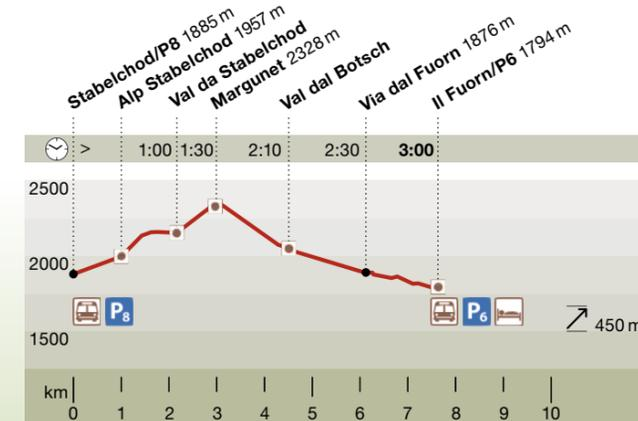 Stabelchod/P8 1885 m
Alp Stabelchod 1957 m
Val da Stabelchod
Margunet 2328 m
Val dal Botsch
Via dal Fuorn 1876 m
Il Fuorn/P6 1794 m
> 1:00 1:30 2:10 2:30 3:00
2500
2000
P8 P6
450 m
1500
km
0 1 2 3 4 5 6 7 8 9 10